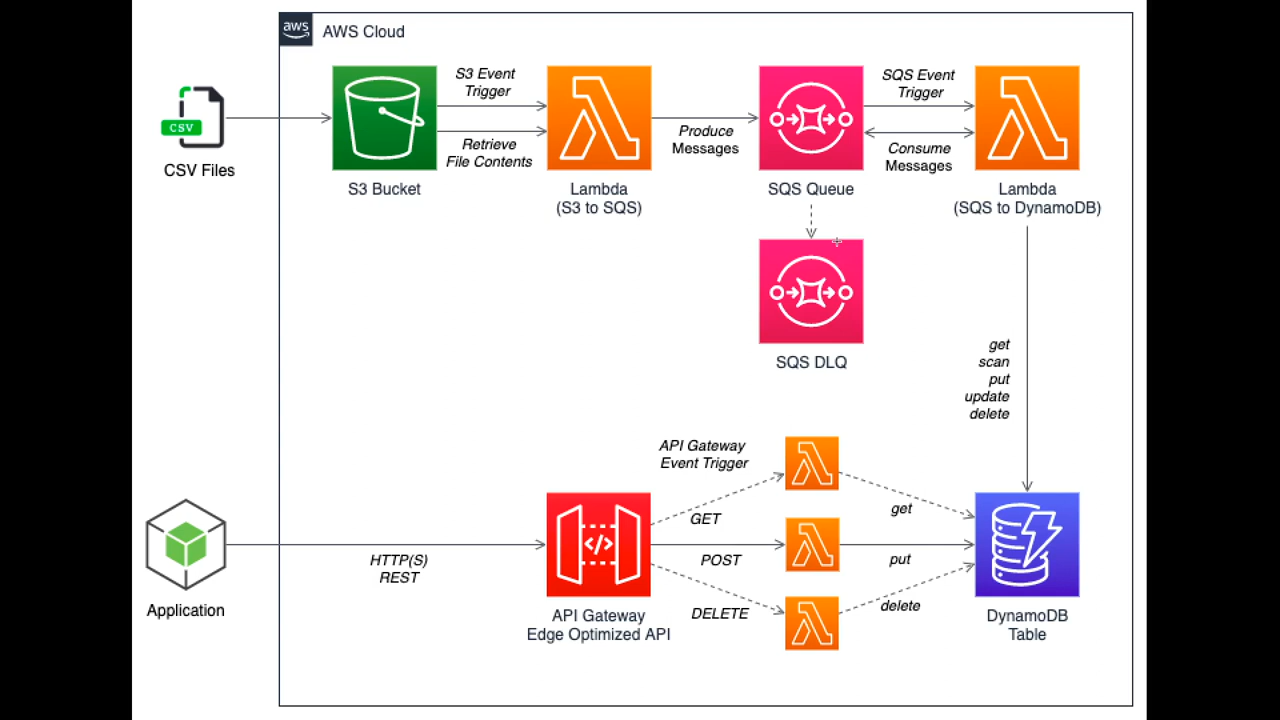 aws
AWS Cloud
CSV
CSV Files
S3 Bucket
S3 Event
Trigger
Retrieve
File Contents
Lambda
(S3 to SQS)
Produce
Messages
SQS Queue
SQS Event
Trigger
Consume
Messages
Lambda
(SQS to DynamoDB)
SQS DLQ
get
scan
put
update
delete
Application
HTTP(S)
REST
</>
API Gateway
Edge Optimized API
API Gateway
Event Trigger
GET
POST
DELETE
get
put
delete
DynamoDB
Table